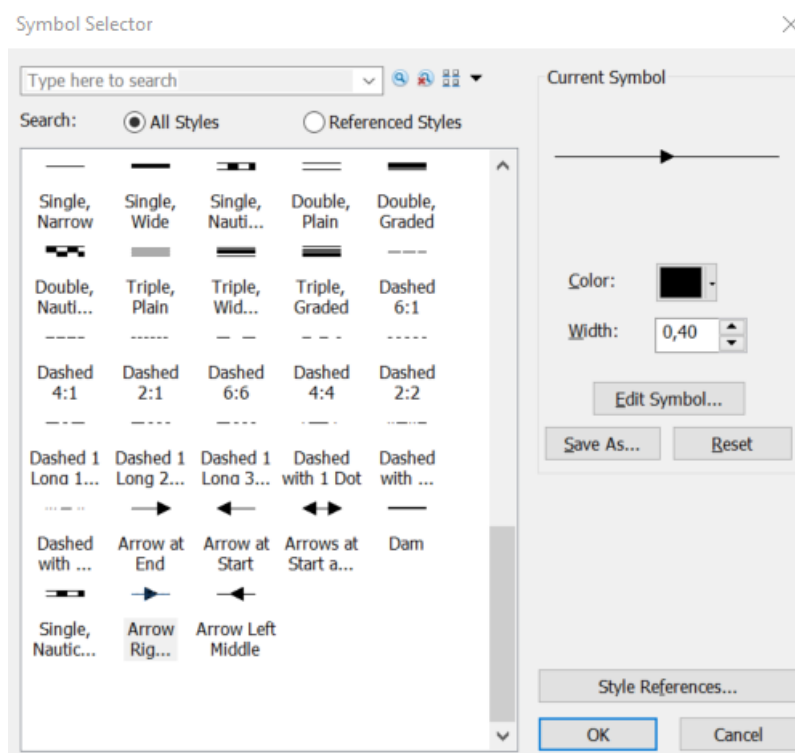 Symbol Selector
Type here to search
Search:
All Styles
Referenced Styles
Single, Narrow
Single, Wide
Single, Nauti...
Double, Plain
Double, Graded
Double, Nauti...
Triple, Plain
Triple, Wid...
Triple, Graded
Dashed 6:1
Dashed 4:1
Dashed 2:1
Dashed 6:6
Dashed 4:4
Dashed 2:2
Dashed 1 Long 1...
Dashed 1 Long 2...
Dashed 1 Long 3...
Dashed with 1 Dot
Dashed with ...
Dashed with ...
Arrow at End
Arrow at Start
Arrows at Start a...
Dam
Single, Nautic...
Arrow Rig...
Arrow Left Middle
Current Symbol
Color:
Width:
0,40
Edit Symbol...
Save As...
Reset
Style References...
OK
Cancel